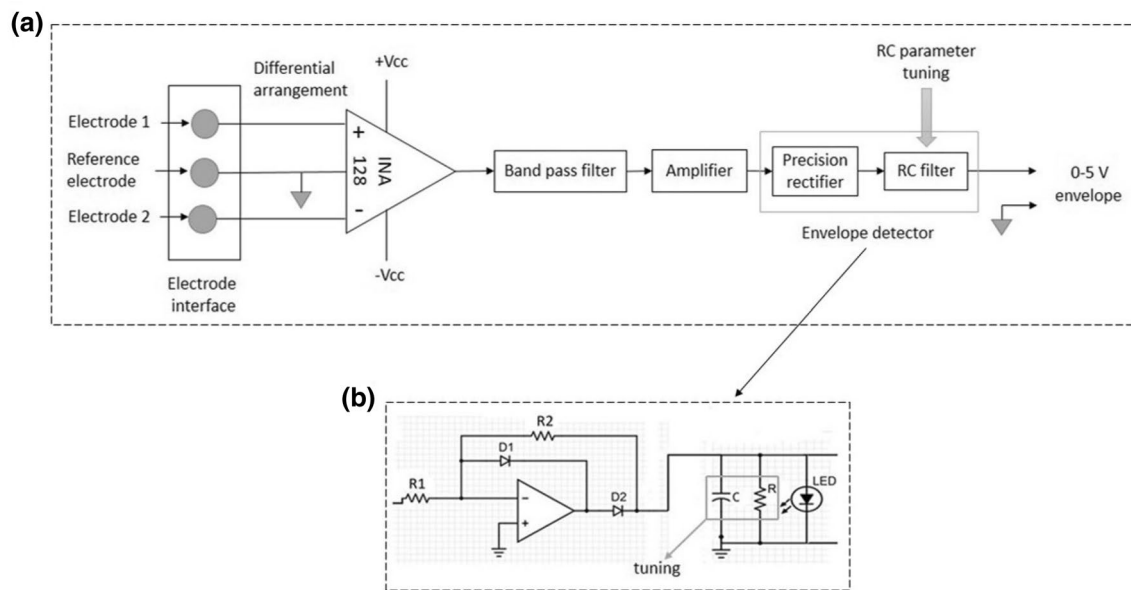 (a)
RC parameter
tuning
+Vcc
Differential
arrangement
Electrode 1
Reference
electrode
Electrode 2
+
INA
128
-
Band pass filter
Amplifier
Precision
rectifier
RC filter
0-5 V
envelope
Envelope detector
-Vcc
Electrode
interface
(b)
R2
D1
R1
-
+
D2
C
R
LED
tuning